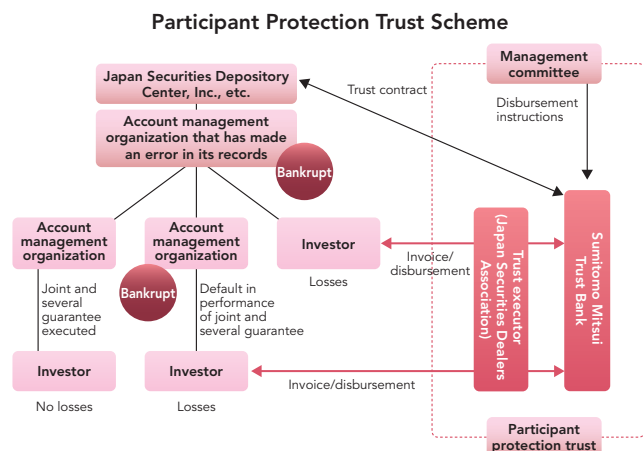 Participant Protection Trust Scheme
Japan Securities Depository
Center, Inc., etc.
Account management
organization that has made
an error in its records
Bankrupt
Trust contract
Management
committee
Disbursement
instructions
Account
management
organization
Account
management
organization
Bankrupt
Investor
Losses
Invoice/
disbursement
Trust executor
(Japan Securities Dealers
Association)
Sumitomo Mitsui
Trust Bank
Joint and
several
guarantee
executed
Default in
performance
of joint and
several guarantee
Investor
No losses
Investor
Losses
Invoice/disbursement
Participant
protection trust